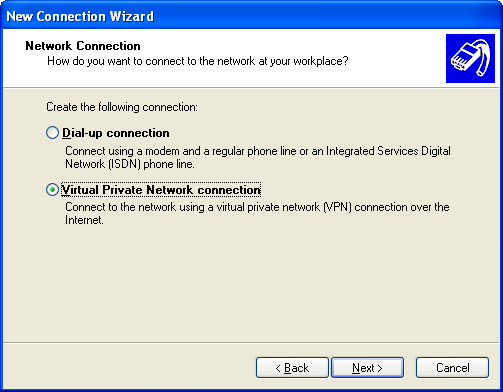 New Connection Wizard
Network Connection
How do you want to connect to the network at your workplace?
Create the following connection:
Dial-up connection
Connect using a modem and a regular phone line or an Integrated Services Digital
Network (ISDN) phone line.
Virtual Private Network connection
Connect to the network using a virtual private network (VPN) connection over the
Internet.
< Back
Next >
Cancel